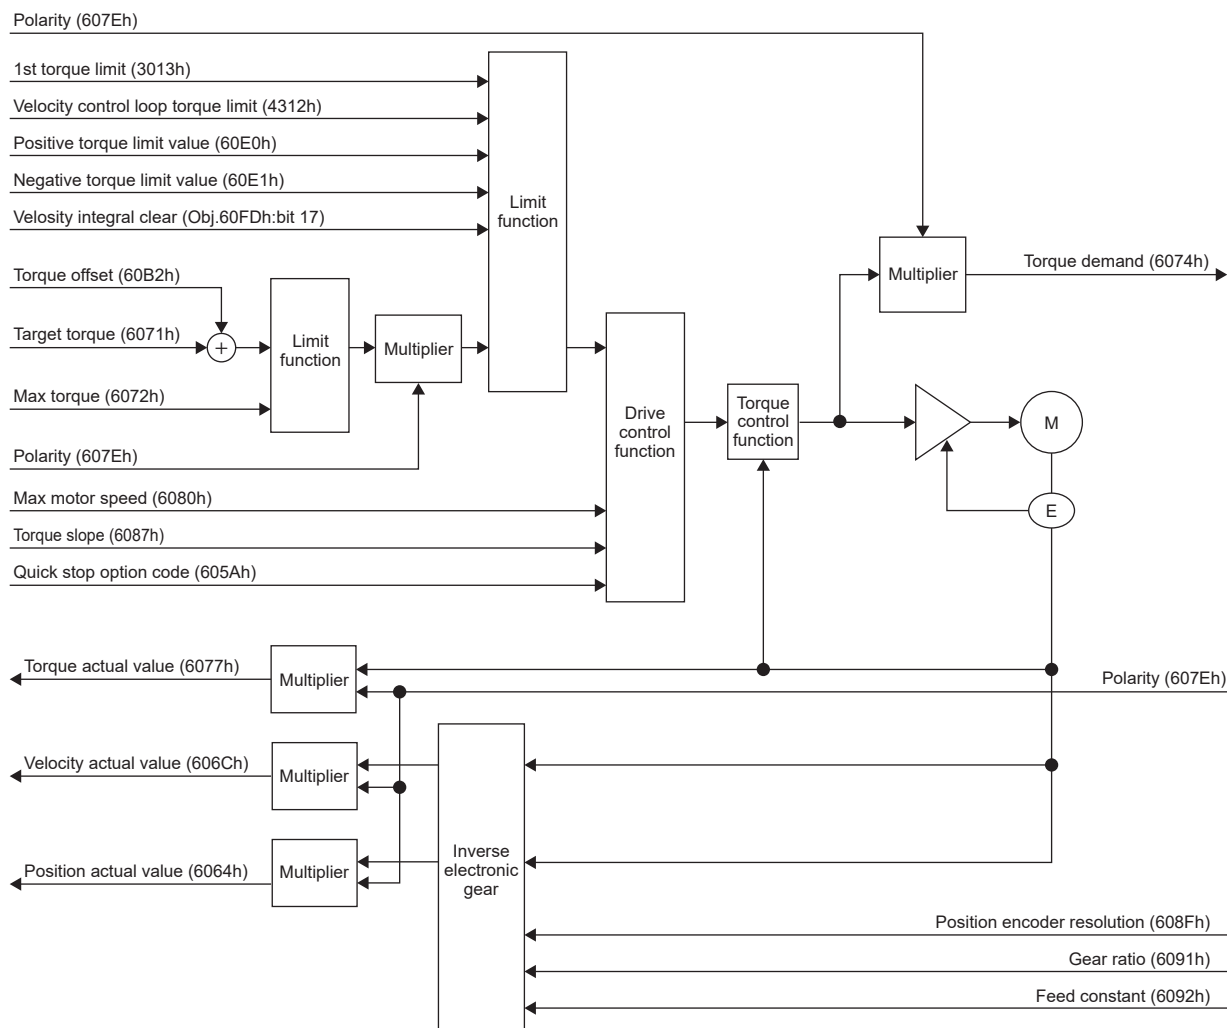 Polarity (607Eh)
1st torque limit (3013h)
Velocity control loop torque limit (4312h)
Positive torque limit value (60E0h)
Negative torque limit value (60E1h)
Velosity integral clear (Obj.60FDh:bit 17)
Limit
function
Torque offset (60B2h)
Target torque (6071h)
+
Max torque (6072h)
Limit
function
Multiplier
Polarity (607Eh)
Multiplier
Torque demand (6074h)
Drive
control
function
Torque
control
function
M
E
Max motor speed (6080h)
Torque slope (6087h)
Quick stop option code (605Ah)
Torque actual value (6077h)
Multiplier
Polarity (607Eh)
Velocity actual value (606Ch)
Multiplier
Position actual value (6064h)
Multiplier
Inverse
electronic
gear
Position encoder resolution (608Fh)
Gear ratio (6091h)
Feed constant (6092h)